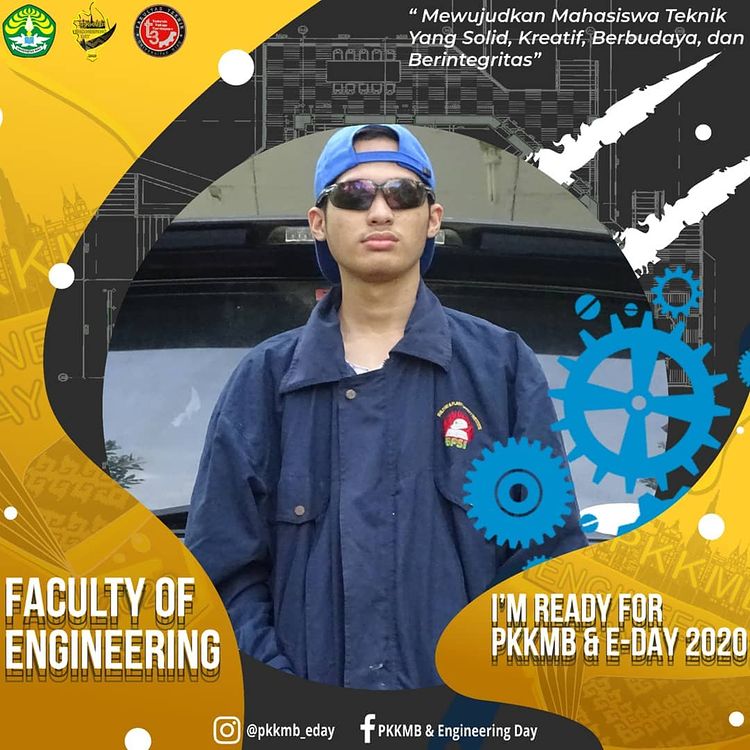 “ Mewujudkan Mahasiswa Teknik
Yang Solid, Kreatif, Berbudaya, dan
Berintegritas”
SPSI
FACULTY OF
ENGINEERING
I'M READY FOR
PKKMB & E-DAY 2020
@pkkmb_eday
PKKMB & Engineering Day